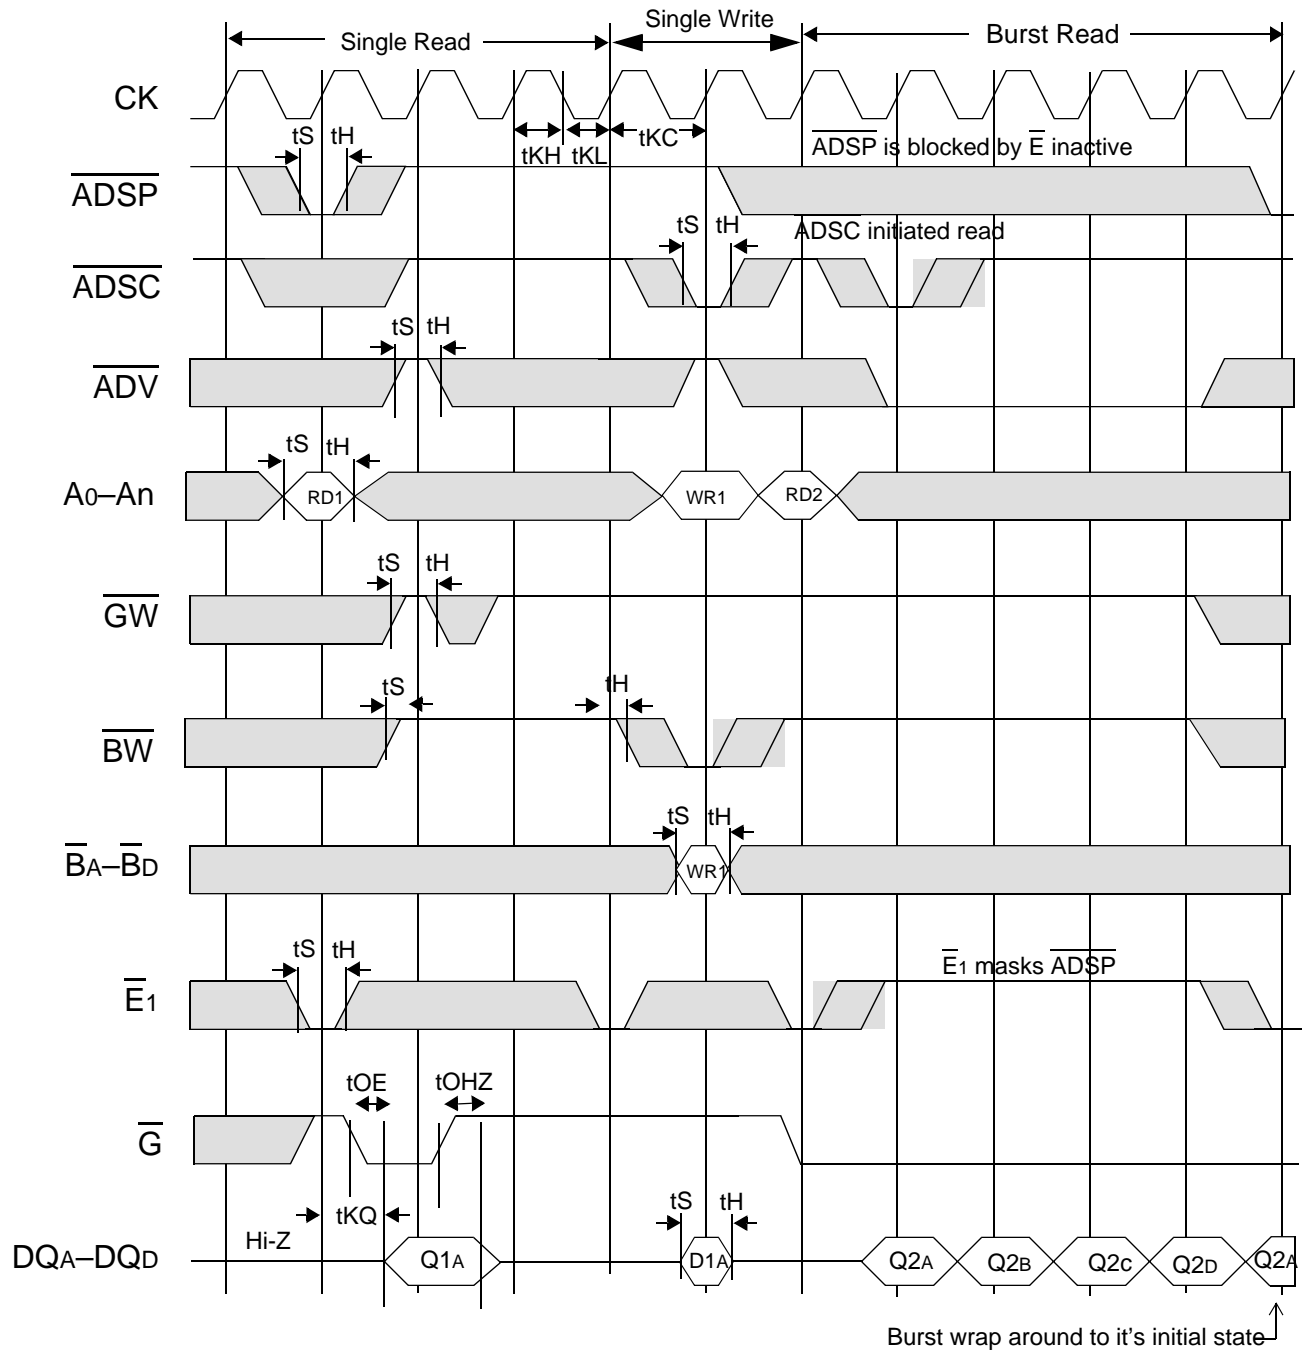 Single Read
Single Write
Burst Read
CK
tS tH
tKH tKL tKC
ADSP is blocked by E inactive
ADSP
tS tH
ADSC initiated read
ADSC
tS tH
ADV
tS tH
A0–An
RD1 WR1 RD2
tS tH
GW
tS tH
BW
tS tH
BA–BD
WR1
tS tH
E1 masks ADSP
E1
tOE tOHZ
G
tKQ
tS tH
Hi-Z
DQA–DQD
Q1A D1A Q2A Q2B Q2c Q2D Q2A
Burst wrap around to it's initial state